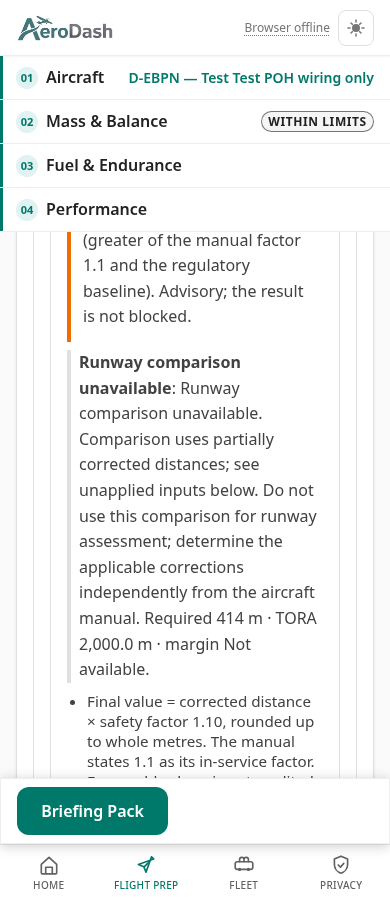 AeroDash
Browser offline
01 Aircraft D-EBPN — Test Test POH wiring only
02 Mass & Balance WITHIN LIMITS
03 Fuel & Endurance
04 Performance
(greater of the manual factor
1.1 and the regulatory
baseline). Advisory; the result
is not blocked.
Runway comparison
unavailable: Runway
comparison unavailable.
Comparison uses partially
corrected distances; see
unapplied inputs below. Do not
use this comparison for runway
assessment; determine the
applicable corrections
independently from the aircraft
manual. Required 414 m · TORA
2,000.0 m · margin Not
available.
• Final value = corrected distance
× safety factor 1.10, rounded up
to whole metres. The manual
states 1.1 as its in-service factor.
Briefing Pack
HOME FLIGHT PREP FLEET PRIVACY